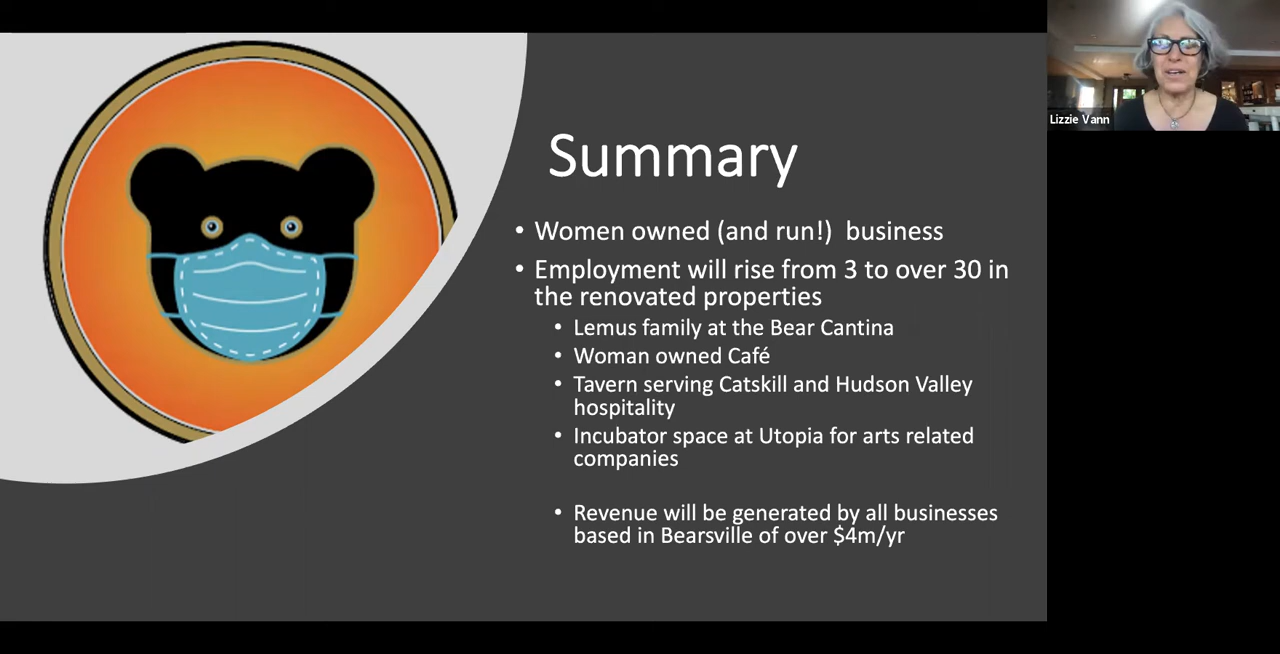 Lizzie Vann
Summary
• Women owned (and run!)  business
• Employment will rise from 3 to over 30 in
the renovated properties
• Lemus family at the Bear Cantina
• Woman owned Café
• Tavern serving Catskill and Hudson Valley
hospitality
• Incubator space at Utopia for arts related
companies
• Revenue will be generated by all businesses
based in Bearsville of over $4m/yr